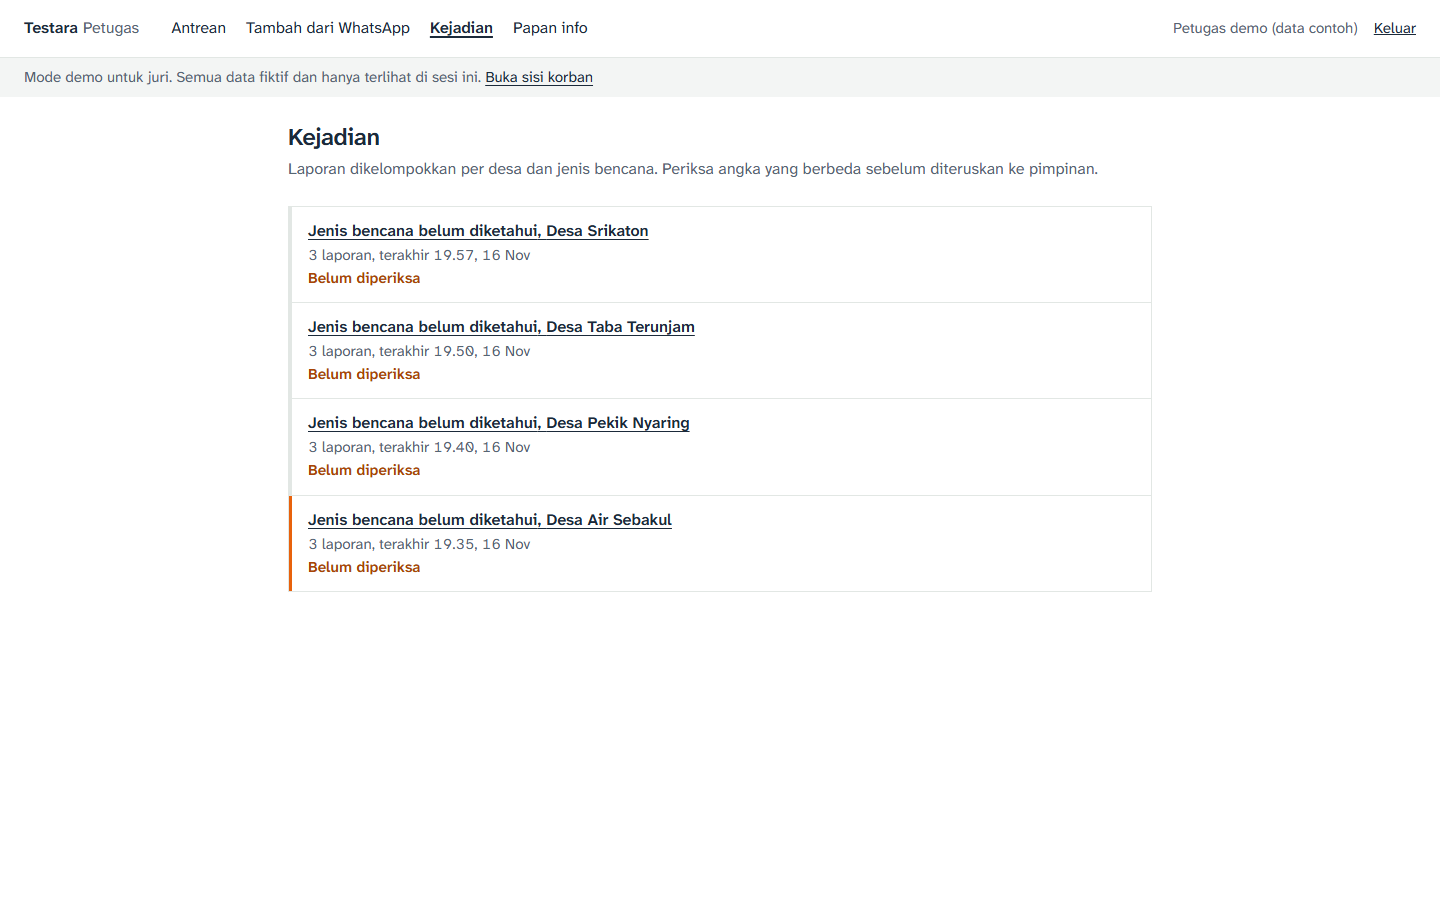 Testara Petugas Antrean Tambah dari WhatsApp Kejadian Papan info Petugas demo (data contoh) Keluar
Mode demo untuk juri. Semua data fiktif dan hanya terlihat di sesi ini. Buka sisi korban
Kejadian
Laporan dikelompokkan per desa dan jenis bencana. Periksa angka yang berbeda sebelum diteruskan ke pimpinan.
Jenis bencana belum diketahui, Desa Srikaton
3 laporan, terakhir 19.57, 16 Nov
Belum diperiksa
Jenis bencana belum diketahui, Desa Taba Terunjam
3 laporan, terakhir 19.50, 16 Nov
Belum diperiksa
Jenis bencana belum diketahui, Desa Pekik Nyaring
3 laporan, terakhir 19.40, 16 Nov
Belum diperiksa
Jenis bencana belum diketahui, Desa Air Sebakul
3 laporan, terakhir 19.35, 16 Nov
Belum diperiksa